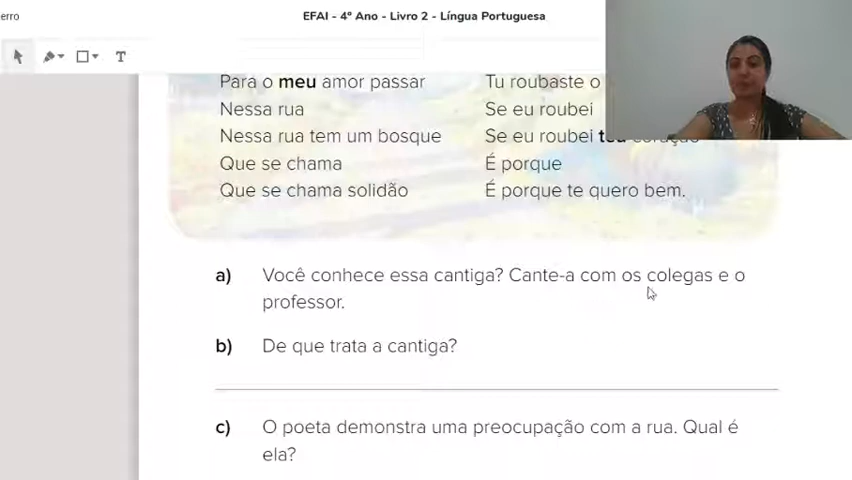 erro
EFAI - 4º Ano - Livro 2 - Língua Portuguesa
T
Para o meu amor passar
Nessa rua
Nessa rua tem um bosque
Que se chama
Que se chama solidão
Tu roubaste o
Se eu roubei
Se eu roubei teu coração
É porque
É porque te quero bem.
a) Você conhece essa cantiga? Cante-a com os colegas e o
professor.
b) De que trata a cantiga?
c) O poeta demonstra uma preocupação com a rua. Qual é
ela?